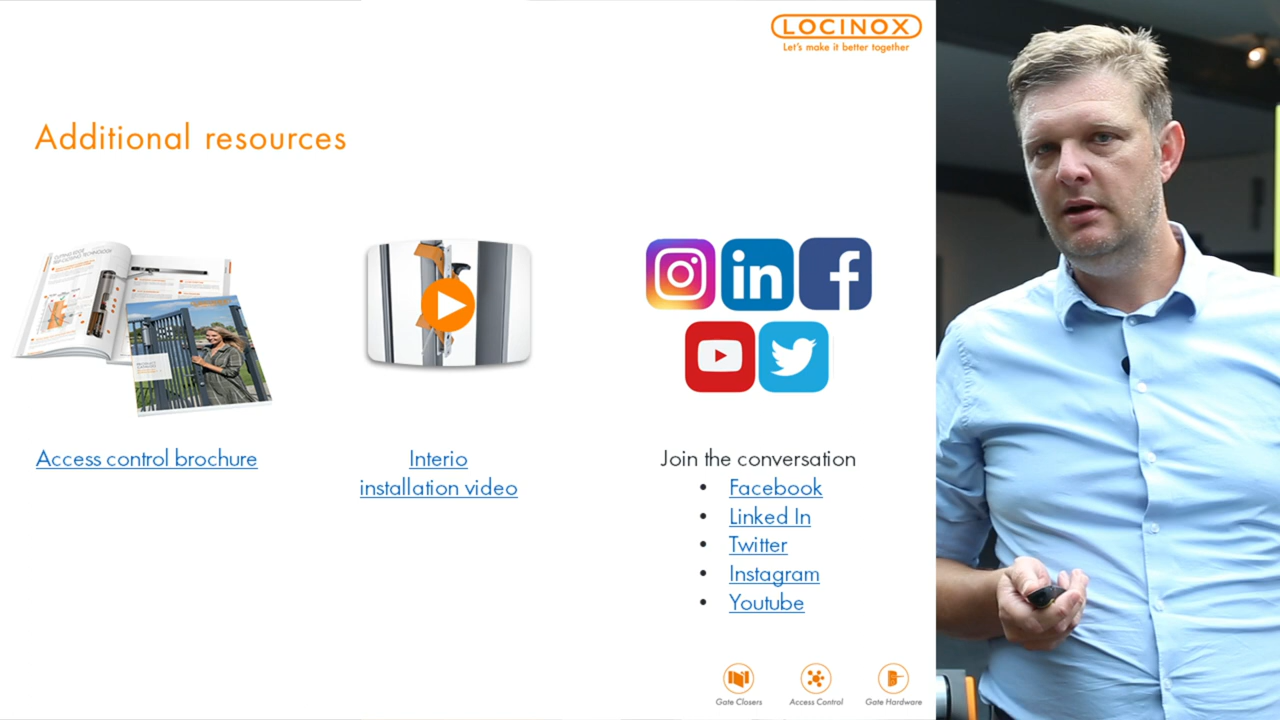 LOCINOX
Let's make it better together
Additional resources
Access control brochure
Interio
installation video
Join the conversation
• Facebook
• Linked In
• Twitter
• Instagram
• Youtube
Gate Closers
Access Control
Gate Hardware